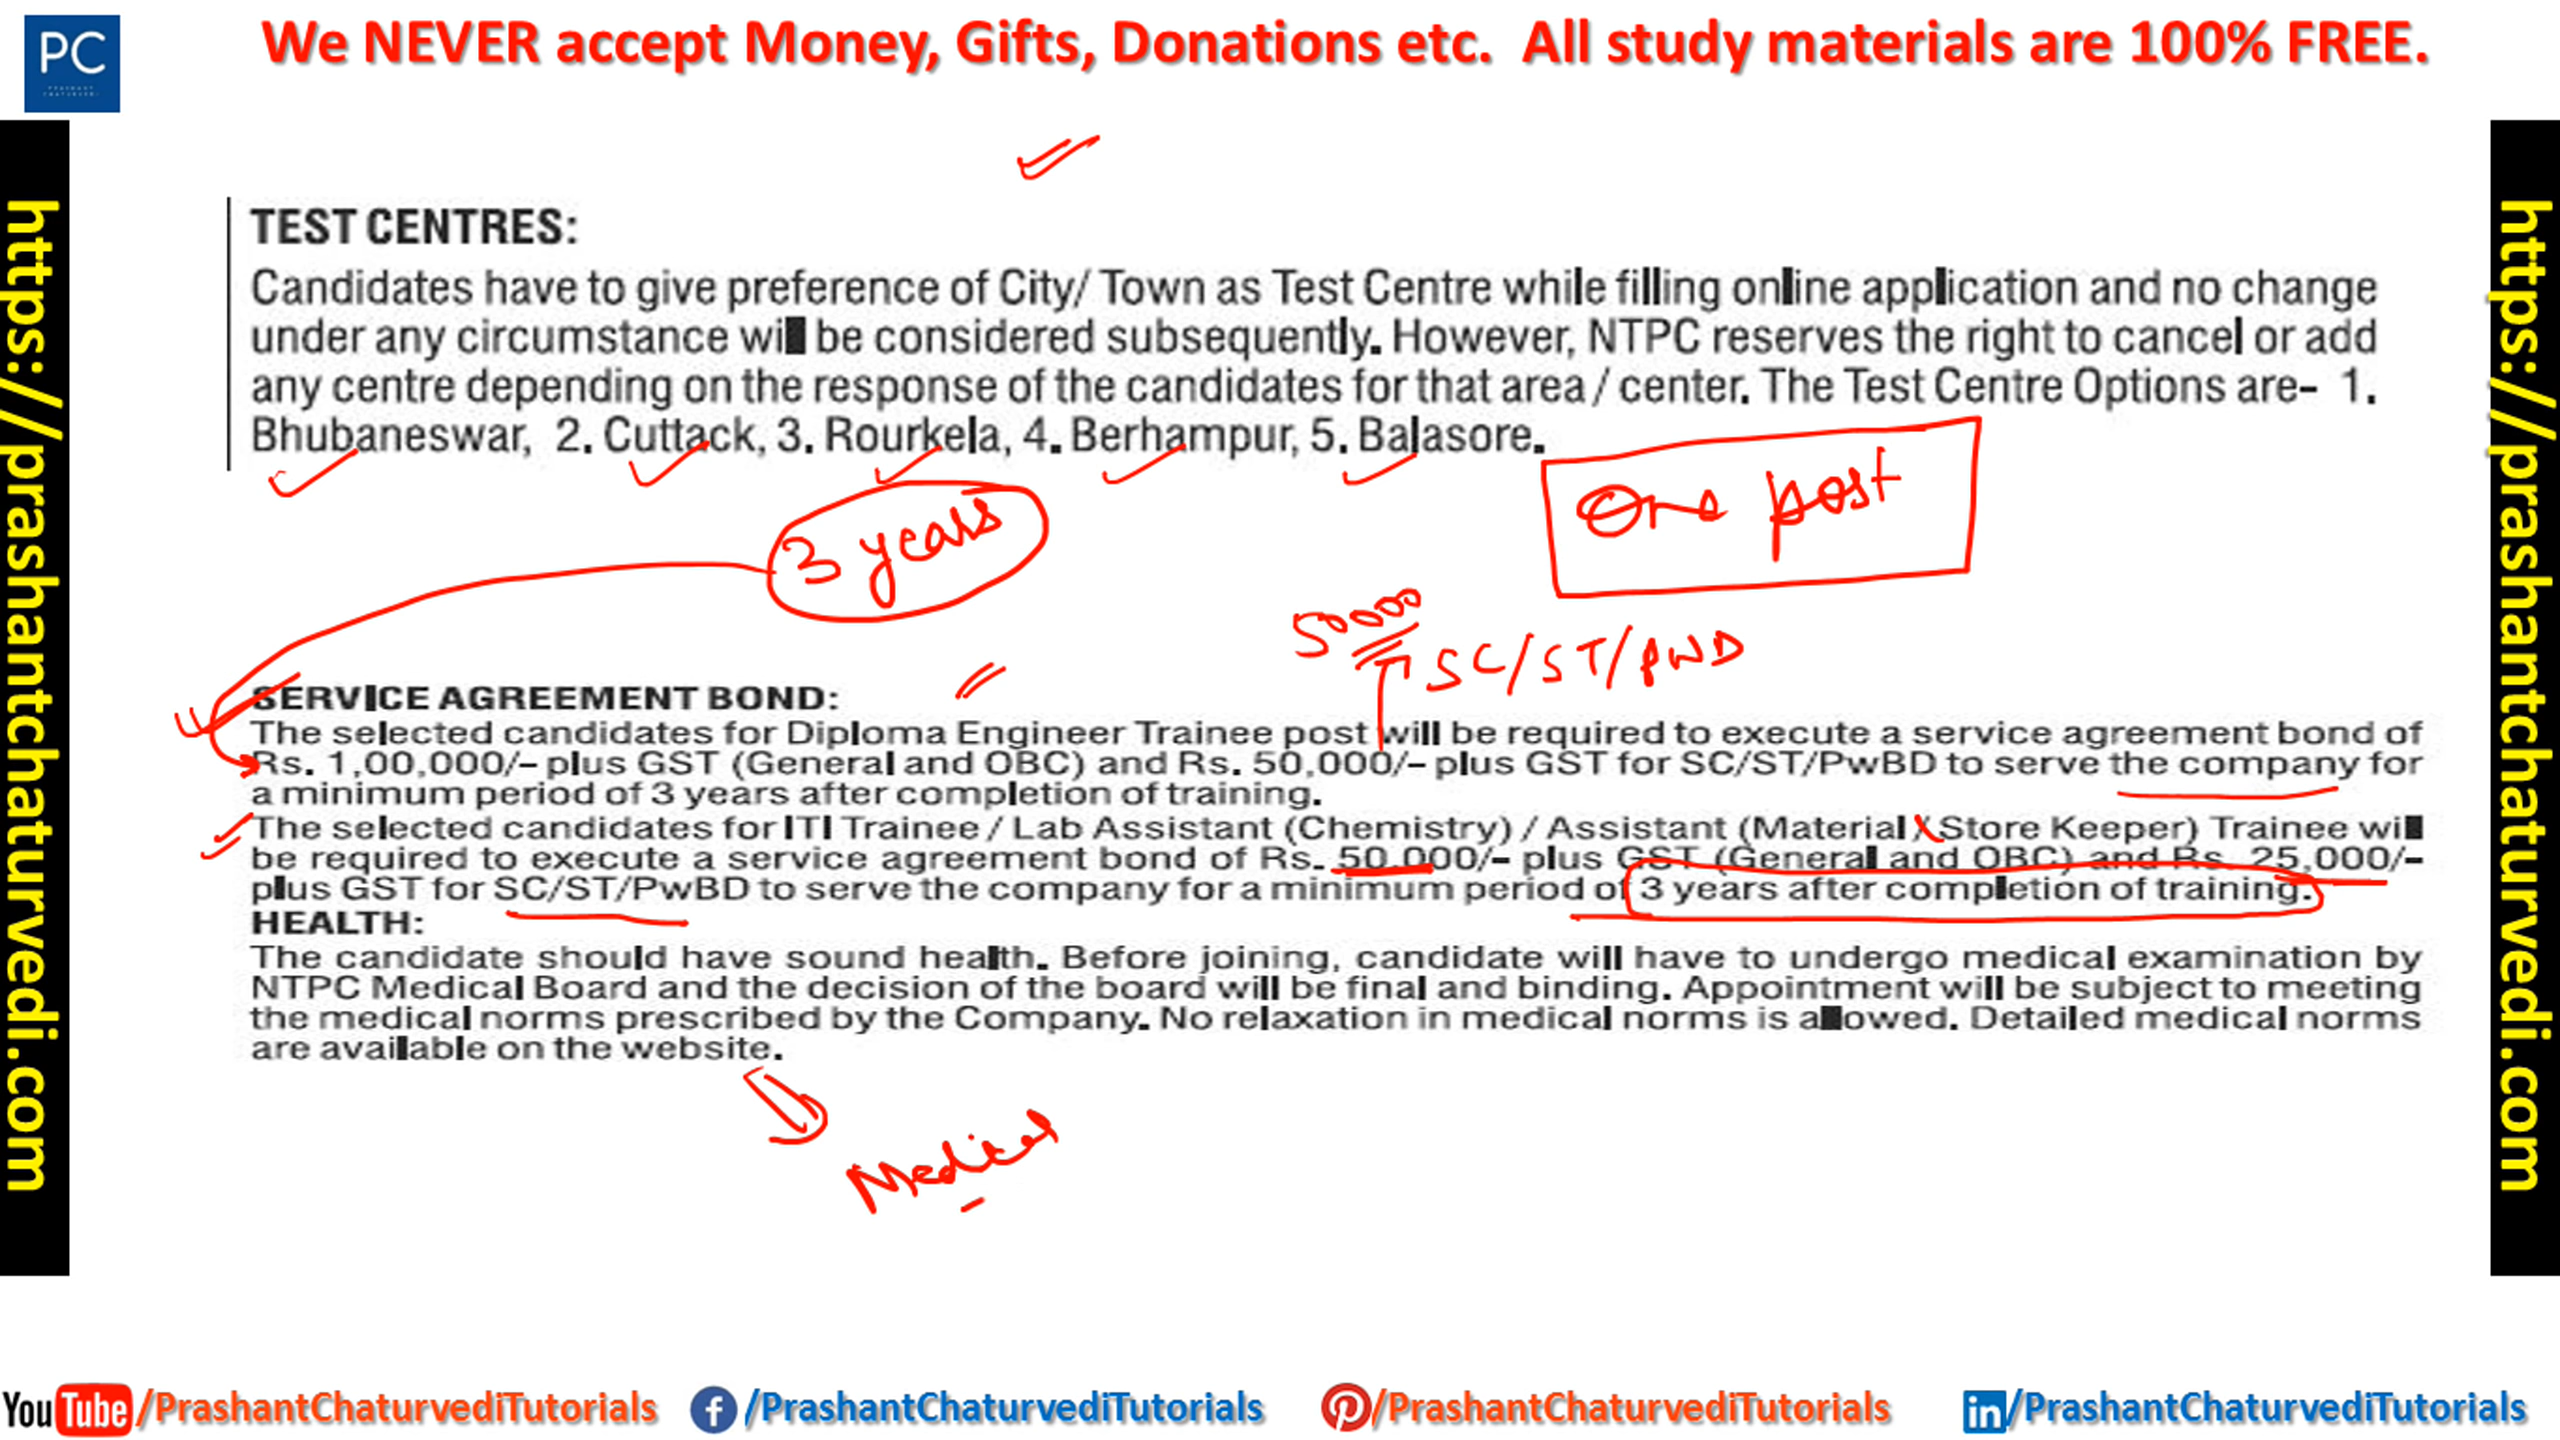 PC
PRASHANT
CHATURVEDI
We NEVER accept Money, Gifts, Donations etc. All study materials are 100% FREE.
https://prashantchaturvedi.com
https://prashantchaturvedi.com
TEST CENTRES:
Candidates have to give preference of City/ Town as Test Centre while filling online application and no change
under any circumstance will be considered subsequently. However, NTPC reserves the right to cancel or add
any centre depending on the response of the candidates for that area / center. The Test Centre Options are- 1.
Bhubaneswar, 2. Cuttack, 3. Rourkela, 4. Berhampur, 5. Balasore.
One post
3 years
50000
SC/ST/PWD
SERVICE AGREEMENT BOND:
The selected candidates for Diploma Engineer Trainee post will be required to execute a service agreement bond of
Rs. 1,00,000/- plus GST (General and OBC) and Rs. 50,000/- plus GST for SC/ST/PwBD to serve the company for
a minimum period of 3 years after completion of training.
The selected candidates for ITI Trainee / Lab Assistant (Chemistry) / Assistant (Material / Store Keeper) Trainee will
be required to execute a service agreement bond of Rs. 50,000/- plus GST (General and OBC) and Rs. 25,000/-
plus GST for SC/ST/PwBD to serve the company for a minimum period of 3 years after completion of training.
HEALTH:
The candidate should have sound health. Before joining, candidate will have to undergo medical examination by
NTPC Medical Board and the decision of the board will be final and binding. Appointment will be subject to meeting
the medical norms prescribed by the Company. No relaxation in medical norms is allowed. Detailed medical norms
are available on the website.
Medical
YouTube /PrashantChaturvediTutorials f /PrashantChaturvediTutorials /PrashantChaturvediTutorials in /PrashantChaturvediTutorials